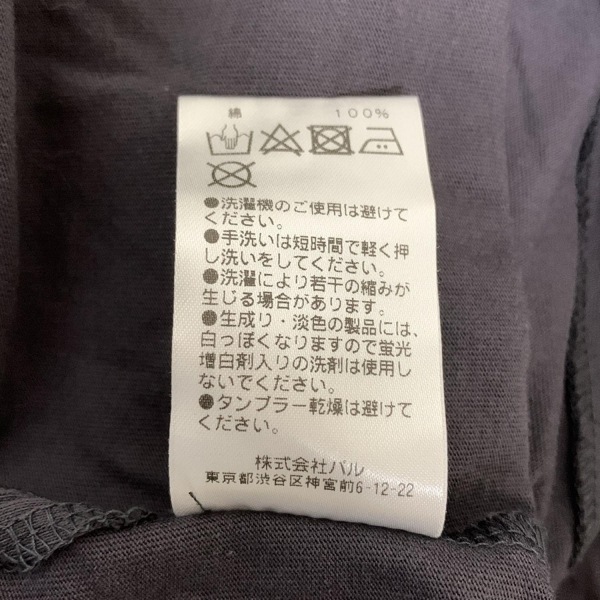 綿 100%
●洗濯機のご使用は避けて
ください。
●手洗いは短時間で軽く押
し洗いをしてください。
●洗濯により若干の縮みが
生じる場合があります。
●生成り・淡色の製品には、
白っぽくなりますので蛍光
増白剤入りの洗剤は使用し
ないでください。
●タンブラー乾燥は避けて
ください。
株式会社パル
東京都渋谷区神宮前6-12-22